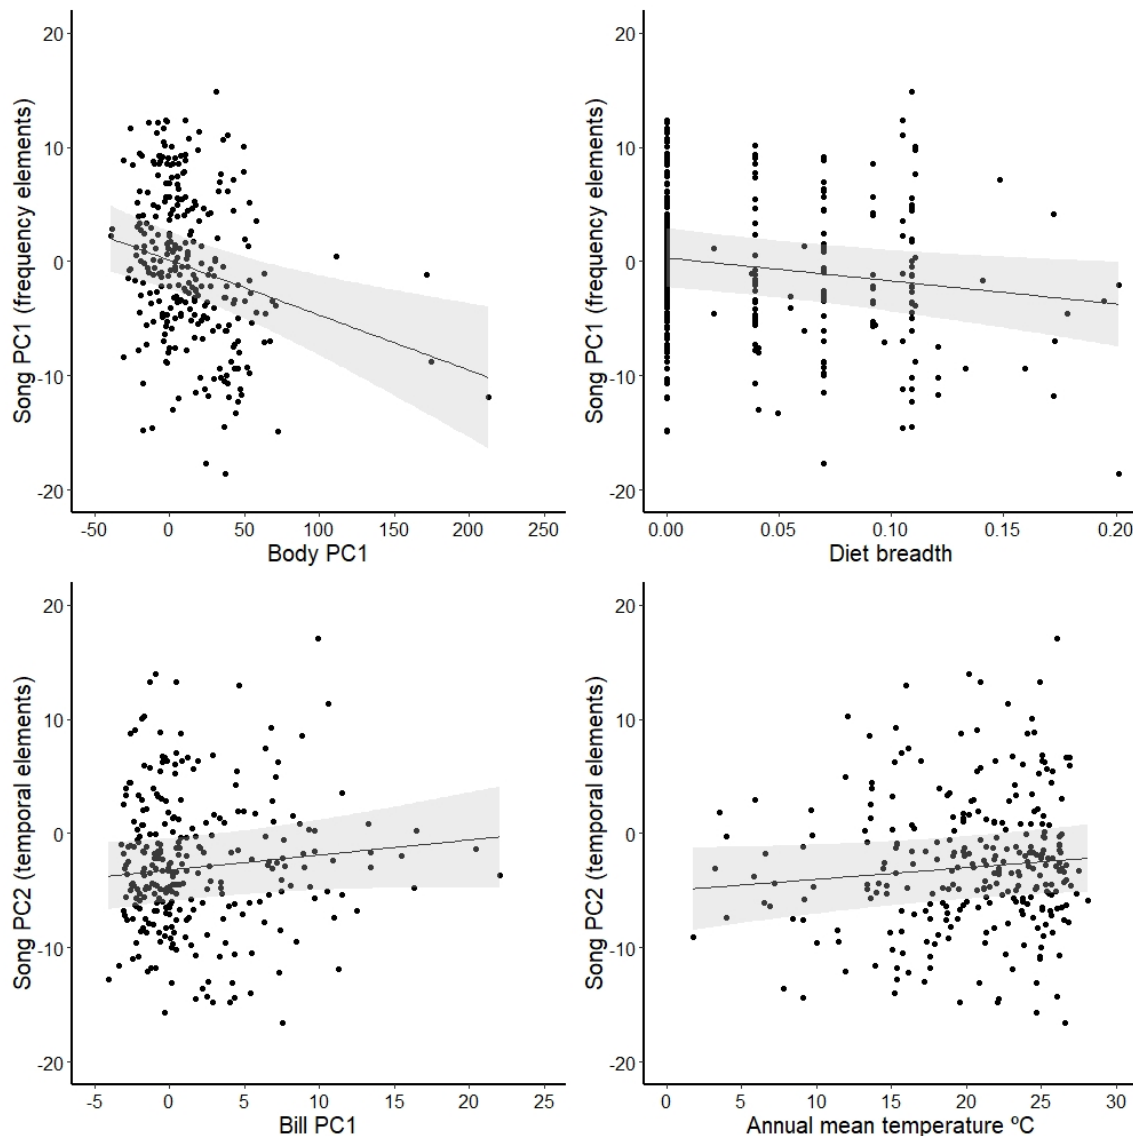 20
10
0
-10
-20
Song PC1 (frequency elements)
-50 0 50 100 150 200 250
Body PC1
20
10
0
-10
-20
Song PC1 (frequency elements)
0.00 0.05 0.10 0.15 0.20
Diet breadth
20
10
0
-10
-20
Song PC2 (temporal elements)
-5 0 5 10 15 20 25
Bill PC1
20
10
0
-10
-20
Song PC2 (temporal elements)
0 5 10 15 20 25 30
Annual mean temperature ºC